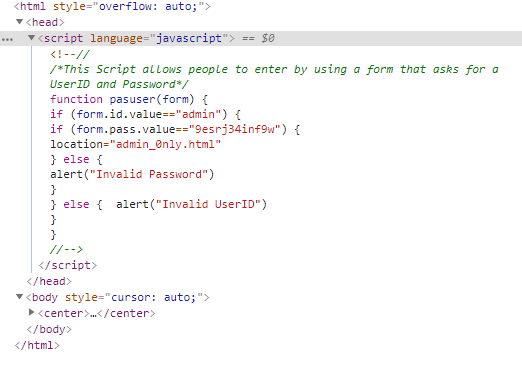 <html style="overflow: auto;">
▼<head>
... ▼<script language="javascript"> == $0
<!--//
/*This Script allows people to enter by using a form that asks for a
UserID and Password*/
function pasuser(form) {
if (form.id.value=="admin") {
if (form.pass.value=="9esrj34inf9w") {
location="admin_0nly.html"
} else {
alert("Invalid Password")
}
} else {  alert("Invalid UserID")
}
}
//-->
</script>
</head>
▼<body style="cursor: auto;">
▶<center>…</center>
</body>
</html>